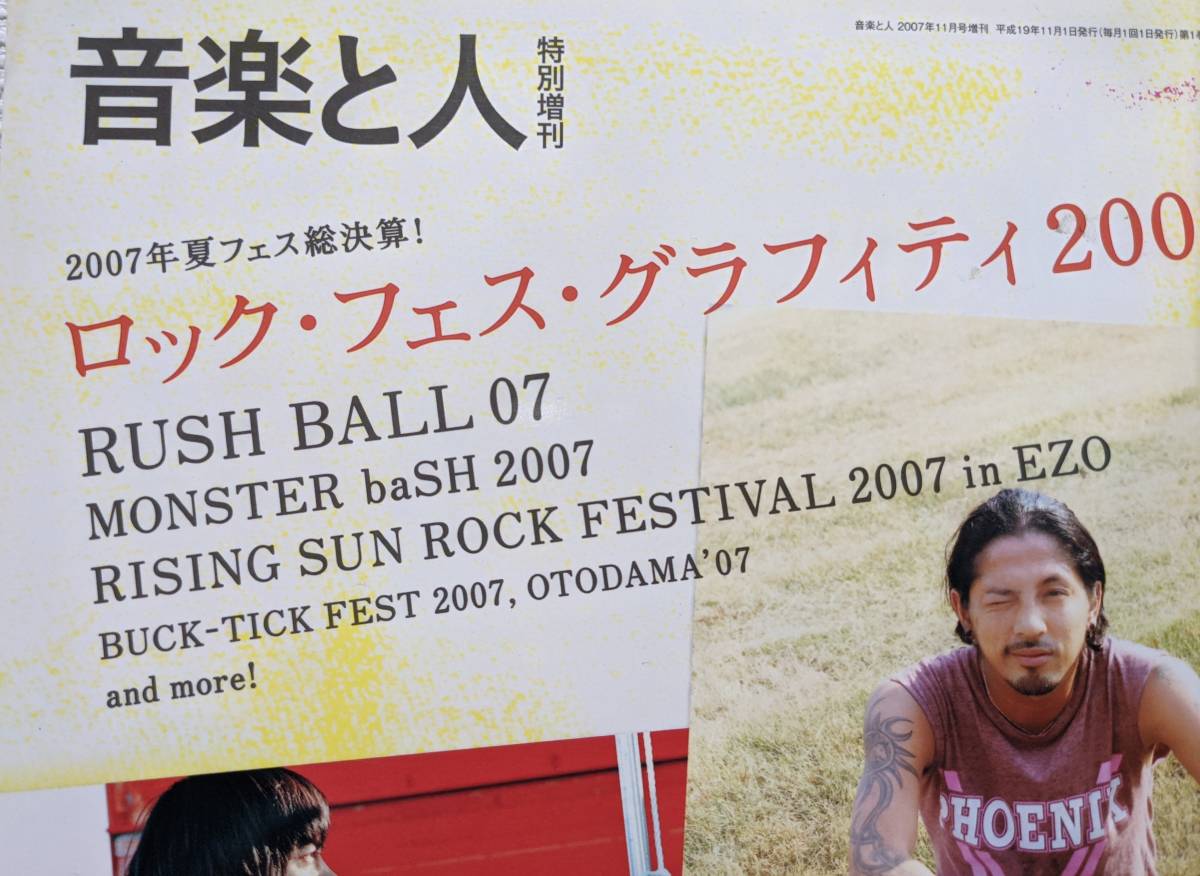 音楽と人 2007年11月号増刊 平成19年11月1日発行(毎月1回1日発行)第1
音楽と人
特別増刊
2007年夏フェス総決算!
ロック・フェス・グラフィティ200
RUSH BALL 07
MONSTER baSH 2007
RISING SUN ROCK FESTIVAL 2007 in EZO
BUCK-TICK FEST 2007, OTODAMA'07
and more!
PHOENIX